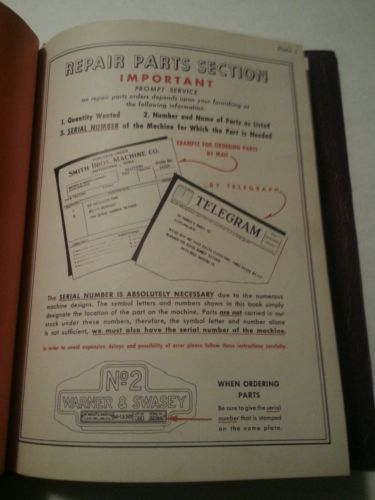 PAGE 1
REPAIR PARTS SECTION
IMPORTANT
PROMPT SERVICE
on repair parts orders depends upon your furnishing of
the following information:
1. Quantity Wanted 2. Number and Name of Parts as Listed
3. SERIAL NUMBER of the Machine for Which the Part is Needed
EXAMPLE FOR ORDERING PARTS
BY MAIL
SMITH BROS. MACHINE CO.
BY TELEGRAPH
TELEGRAM
The SERIAL NUMBER IS ABSOLUTELY NECESSARY due to the numerous
machine designs. The symbol letters and numbers shown in this book simply
designate the location of the part on the machine. Parts are not carried in our
stock under these numbers, therefore, the symbol letter and number alone
is not sufficient, we must also have the serial number of the machine.
In order to avoid expensive delays and possibility of error please follow these instructions carefully.
No 2
WARNER & SWASEY
WHEN ORDERING
PARTS
Be sure to give the serial
number that is stamped
on the name plate.